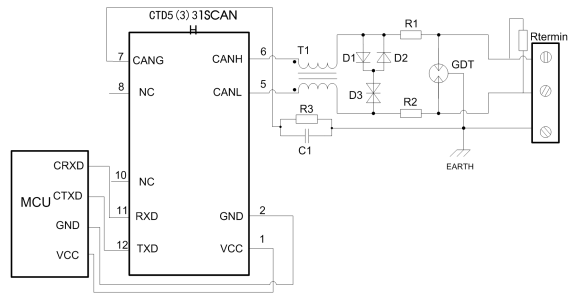 CTD5(3)31SCAN
H
7 CANG CANH 6 T1
8 NC CANL 5
D1 D2 R1
D3 R2
GDT
Rtermin
R3
C1
EARTH
MCU
CRXD
CTXD
GND
VCC
10 NC
11 RXD GND 2
12 TXD VCC 1